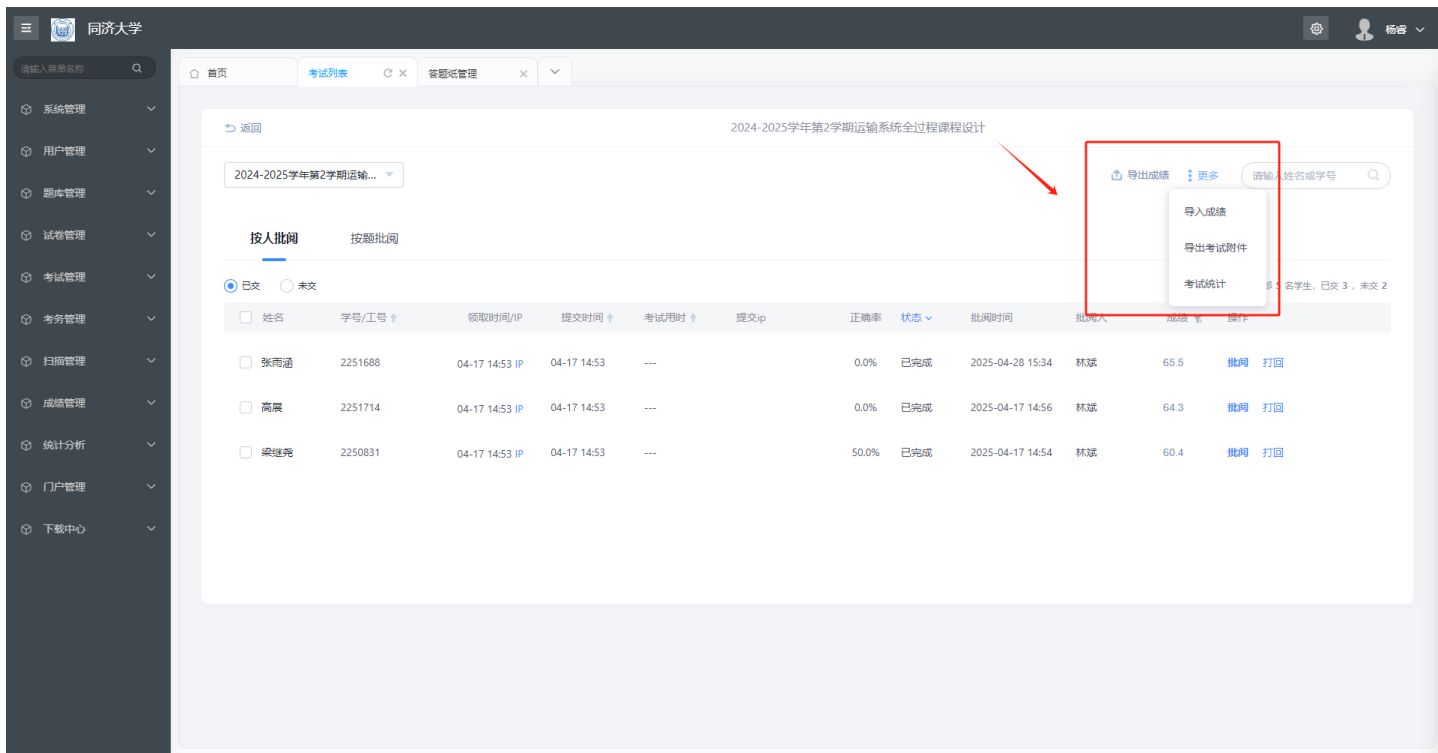 同济大学
杨睿
请输入菜单名称
首页
考试列表
答题纸管理
系统管理
用户管理
题库管理
试卷管理
考试管理
考务管理
扫描管理
成绩管理
统计分析
门户管理
下载中心
返回
2024-2025学年第2学期运输系统全过程课程设计
2024-2025学年第2学期运输...
导出成绩 更多 请输入姓名或学号
导入成绩
导出考试附件
考试统计
按人批阅 按题批阅
已交 未交
5 名学生, 已交 3 , 未交 2
姓名 学号/工号 领取时间/IP 提交时间 考试用时 提交ip 正确率 状态 批阅时间 批阅人 成绩 操作
张雨涵 2251688 04-17 14:53 IP 04-17 14:53 --- 0.0% 已完成 2025-04-28 15:34 林斌 65.5 批阅 打回
高展 2251714 04-17 14:53 IP 04-17 14:53 --- 0.0% 已完成 2025-04-17 14:56 林斌 64.3 批阅 打回
梁继尧 2250831 04-17 14:53 IP 04-17 14:53 --- 50.0% 已完成 2025-04-17 14:54 林斌 60.4 批阅 打回